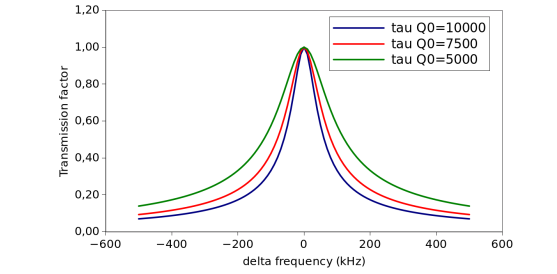 1,20
tau Q0=10000
tau Q0=7500
tau Q0=5000
1,00
0,80
0,60
0,40
0,20
0,00
Transmission factor
−600
−400
−200
0
200
400
600
delta frequency (kHz)